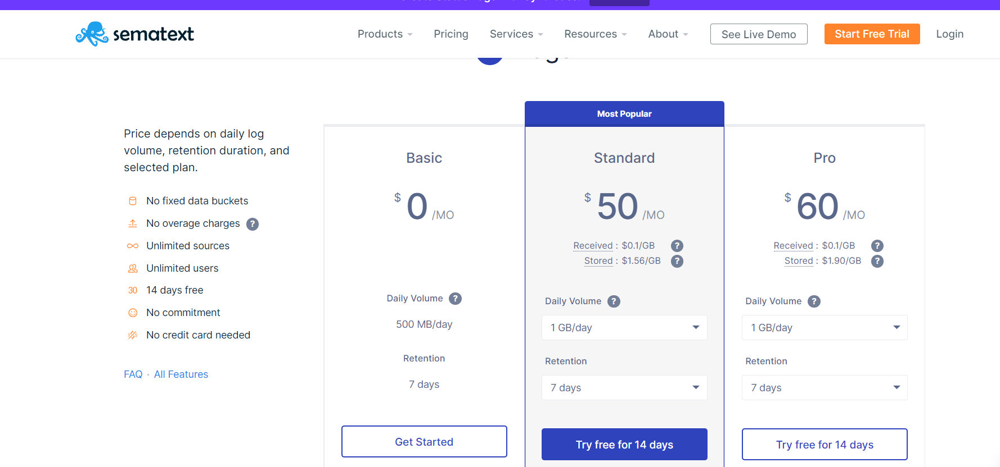 sematext
Products
Pricing
Services
Resources
About
See Live Demo
Start Free Trial
Login
Price depends on daily log
volume, retention duration, and
selected plan.
No fixed data buckets
No overage charges ?
Unlimited sources
Unlimited users
30 14 days free
No commitment
No credit card needed
FAQ · All Features
Basic
$ 0 /MO
Daily Volume ?
500 MB/day
Retention
7 days
Get Started
Most Popular
Standard
$ 50 /MO
Received : $0.1/GB ?
Stored : $1.56/GB ?
Daily Volume ?
1 GB/day
Retention
7 days
Try free for 14 days
Pro
$ 60 /MO
Received : $0.1/GB ?
Stored : $1.90/GB ?
Daily Volume ?
1 GB/day
Retention
7 days
Try free for 14 days